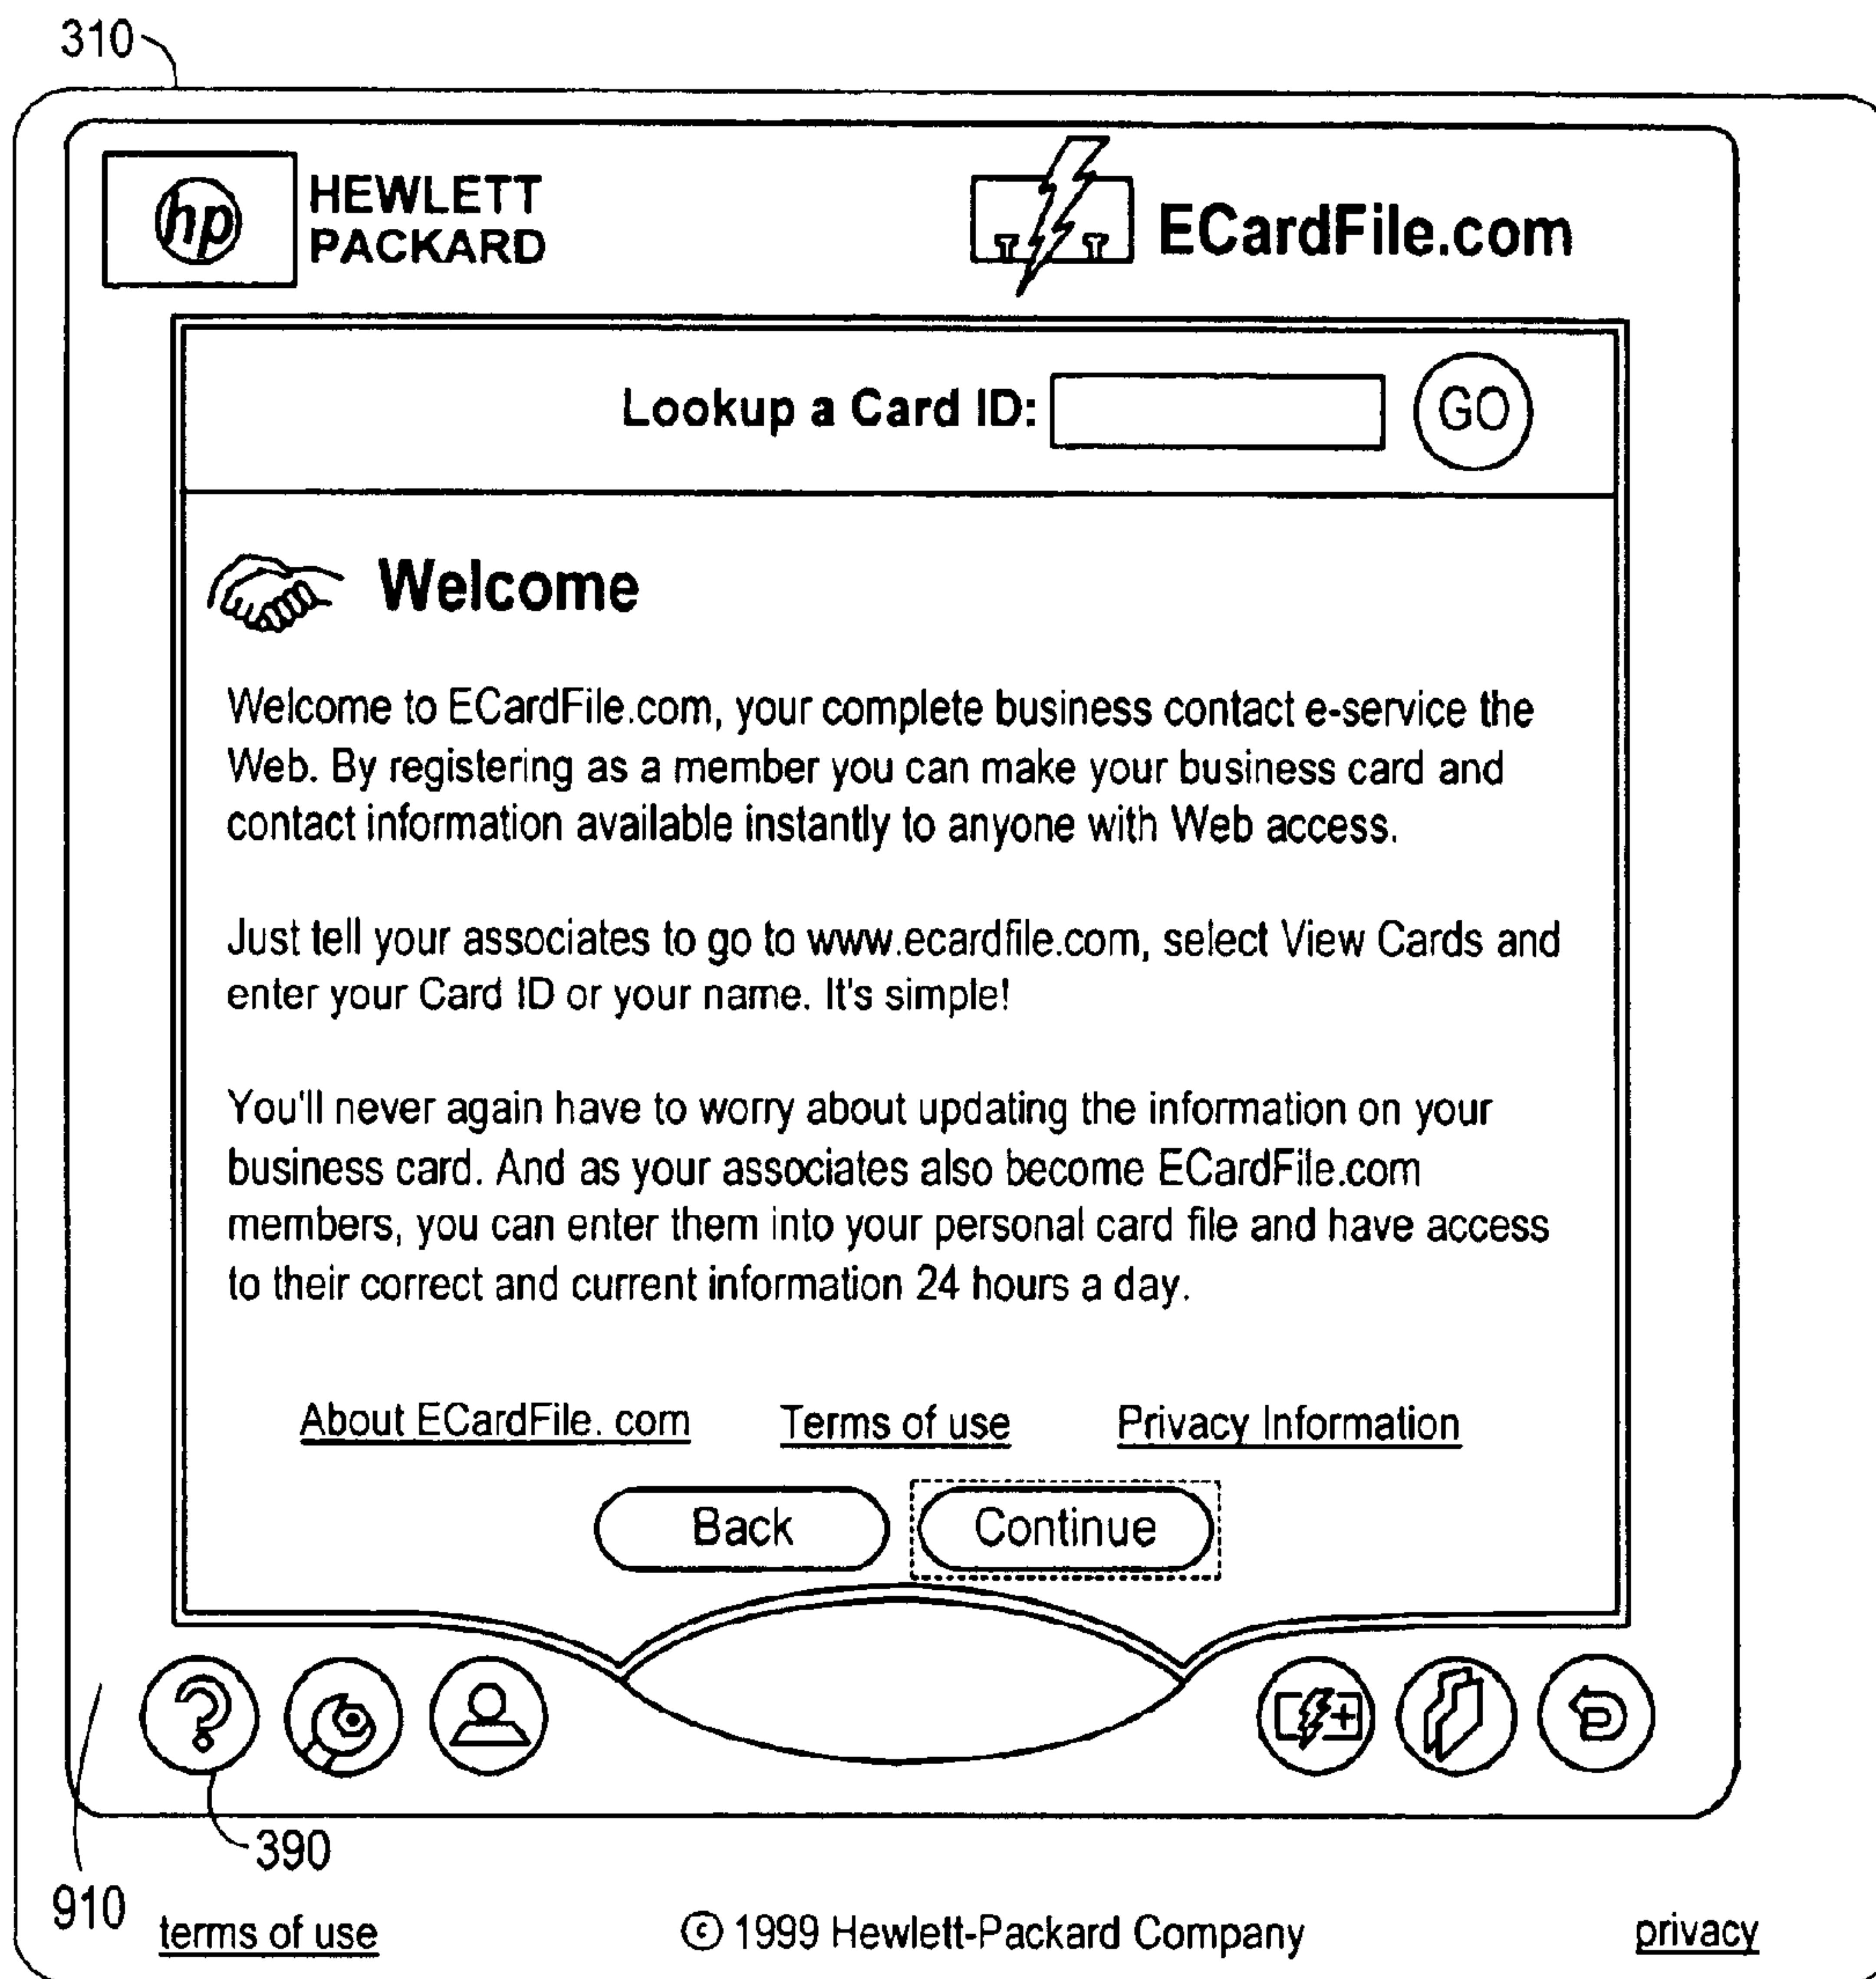 310
hp
HEWLETT
PACKARD
ECardFile.com
Lookup a Card ID:
GO
Welcome
Welcome to ECardFile.com, your complete business contact e-service the
Web. By registering as a member you can make your business card and
contact information available instantly to anyone with Web access.
Just tell your associates to go to www.ecardfile.com, select View Cards and
enter your Card ID or your name. It's simple!
You'll never again have to worry about updating the information on your
business card. And as your associates also become ECardFile.com
members, you can enter them into your personal card file and have access
to their correct and current information 24 hours a day.
About ECardFile. com Terms of use Privacy Information
Back Continue
?
390
910
terms of use © 1999 Hewlett-Packard Company privacy